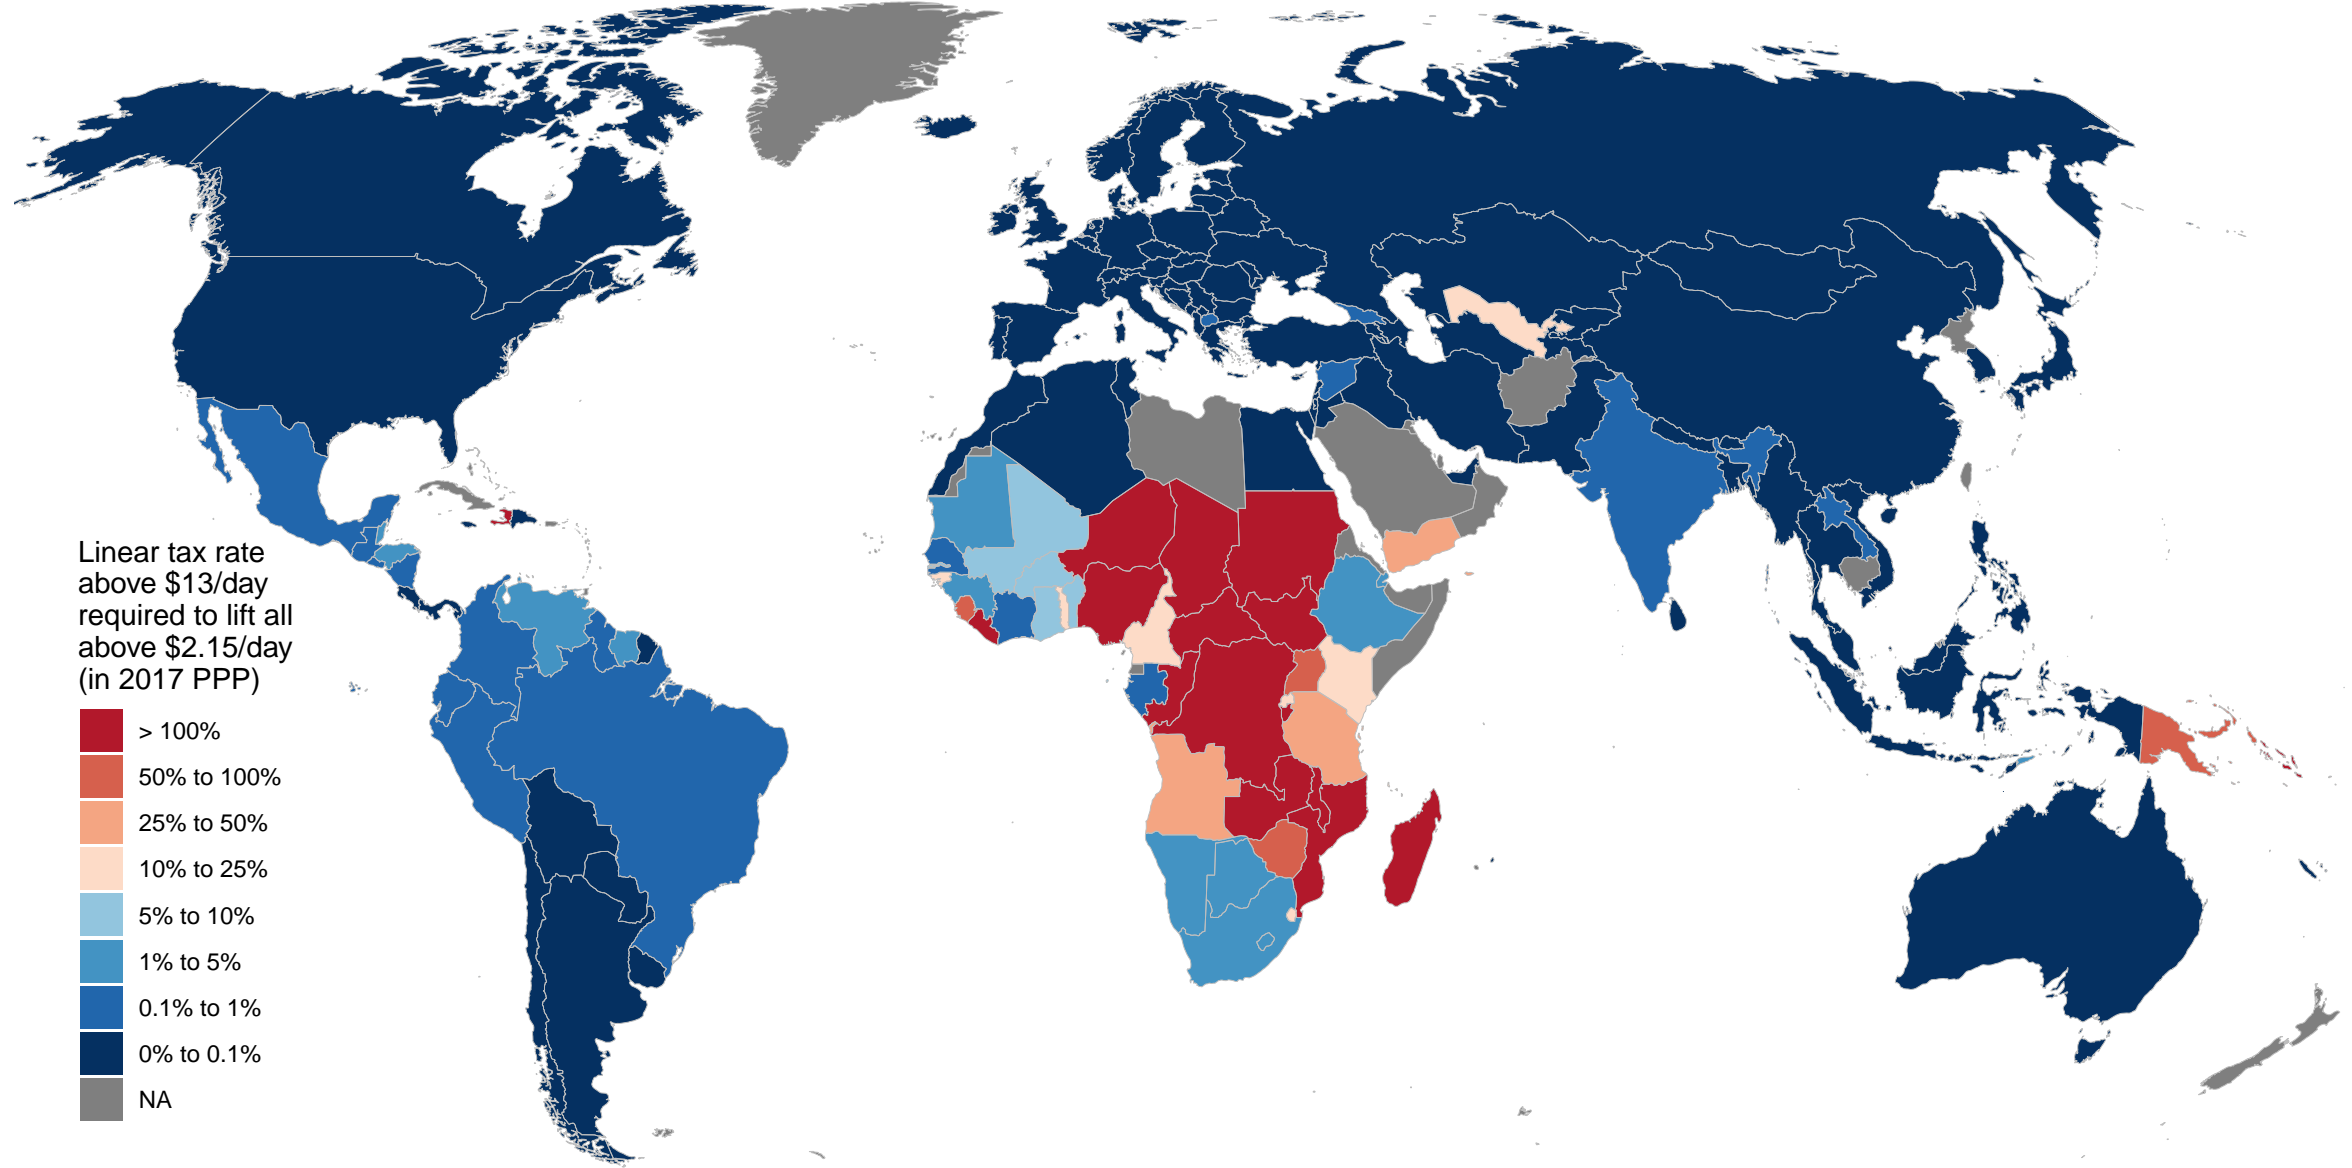 Linear tax rate
above $13/day
required to lift all
above $2.15/day
(in 2017 PPP)
> 100%
50% to 100%
25% to 50%
10% to 25%
5% to 10%
1% to 5%
0.1% to 1%
0% to 0.1%
NA